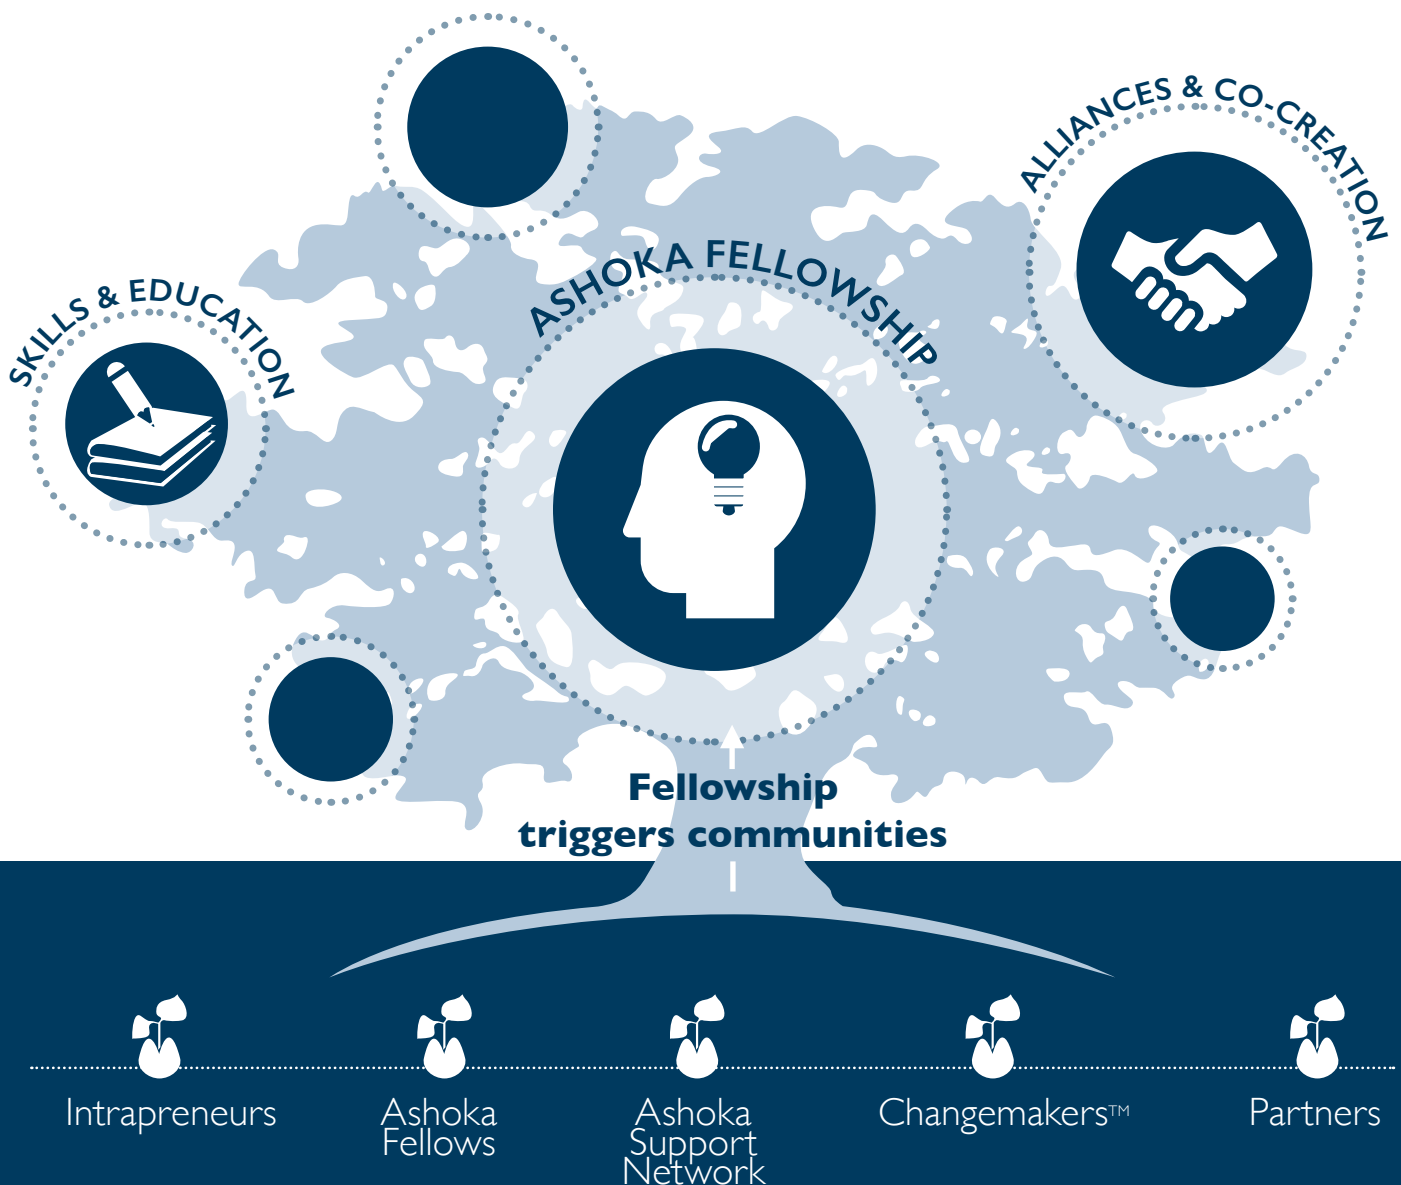 ALLIANCES & CO-CREATION
ASHOKA FELLOWSHIP
SKILLS & EDUCATION
Fellowship
triggers communities
Intrapreneurs
Ashoka
Fellows
Ashoka
Support
Network
Changemakers™
Partners